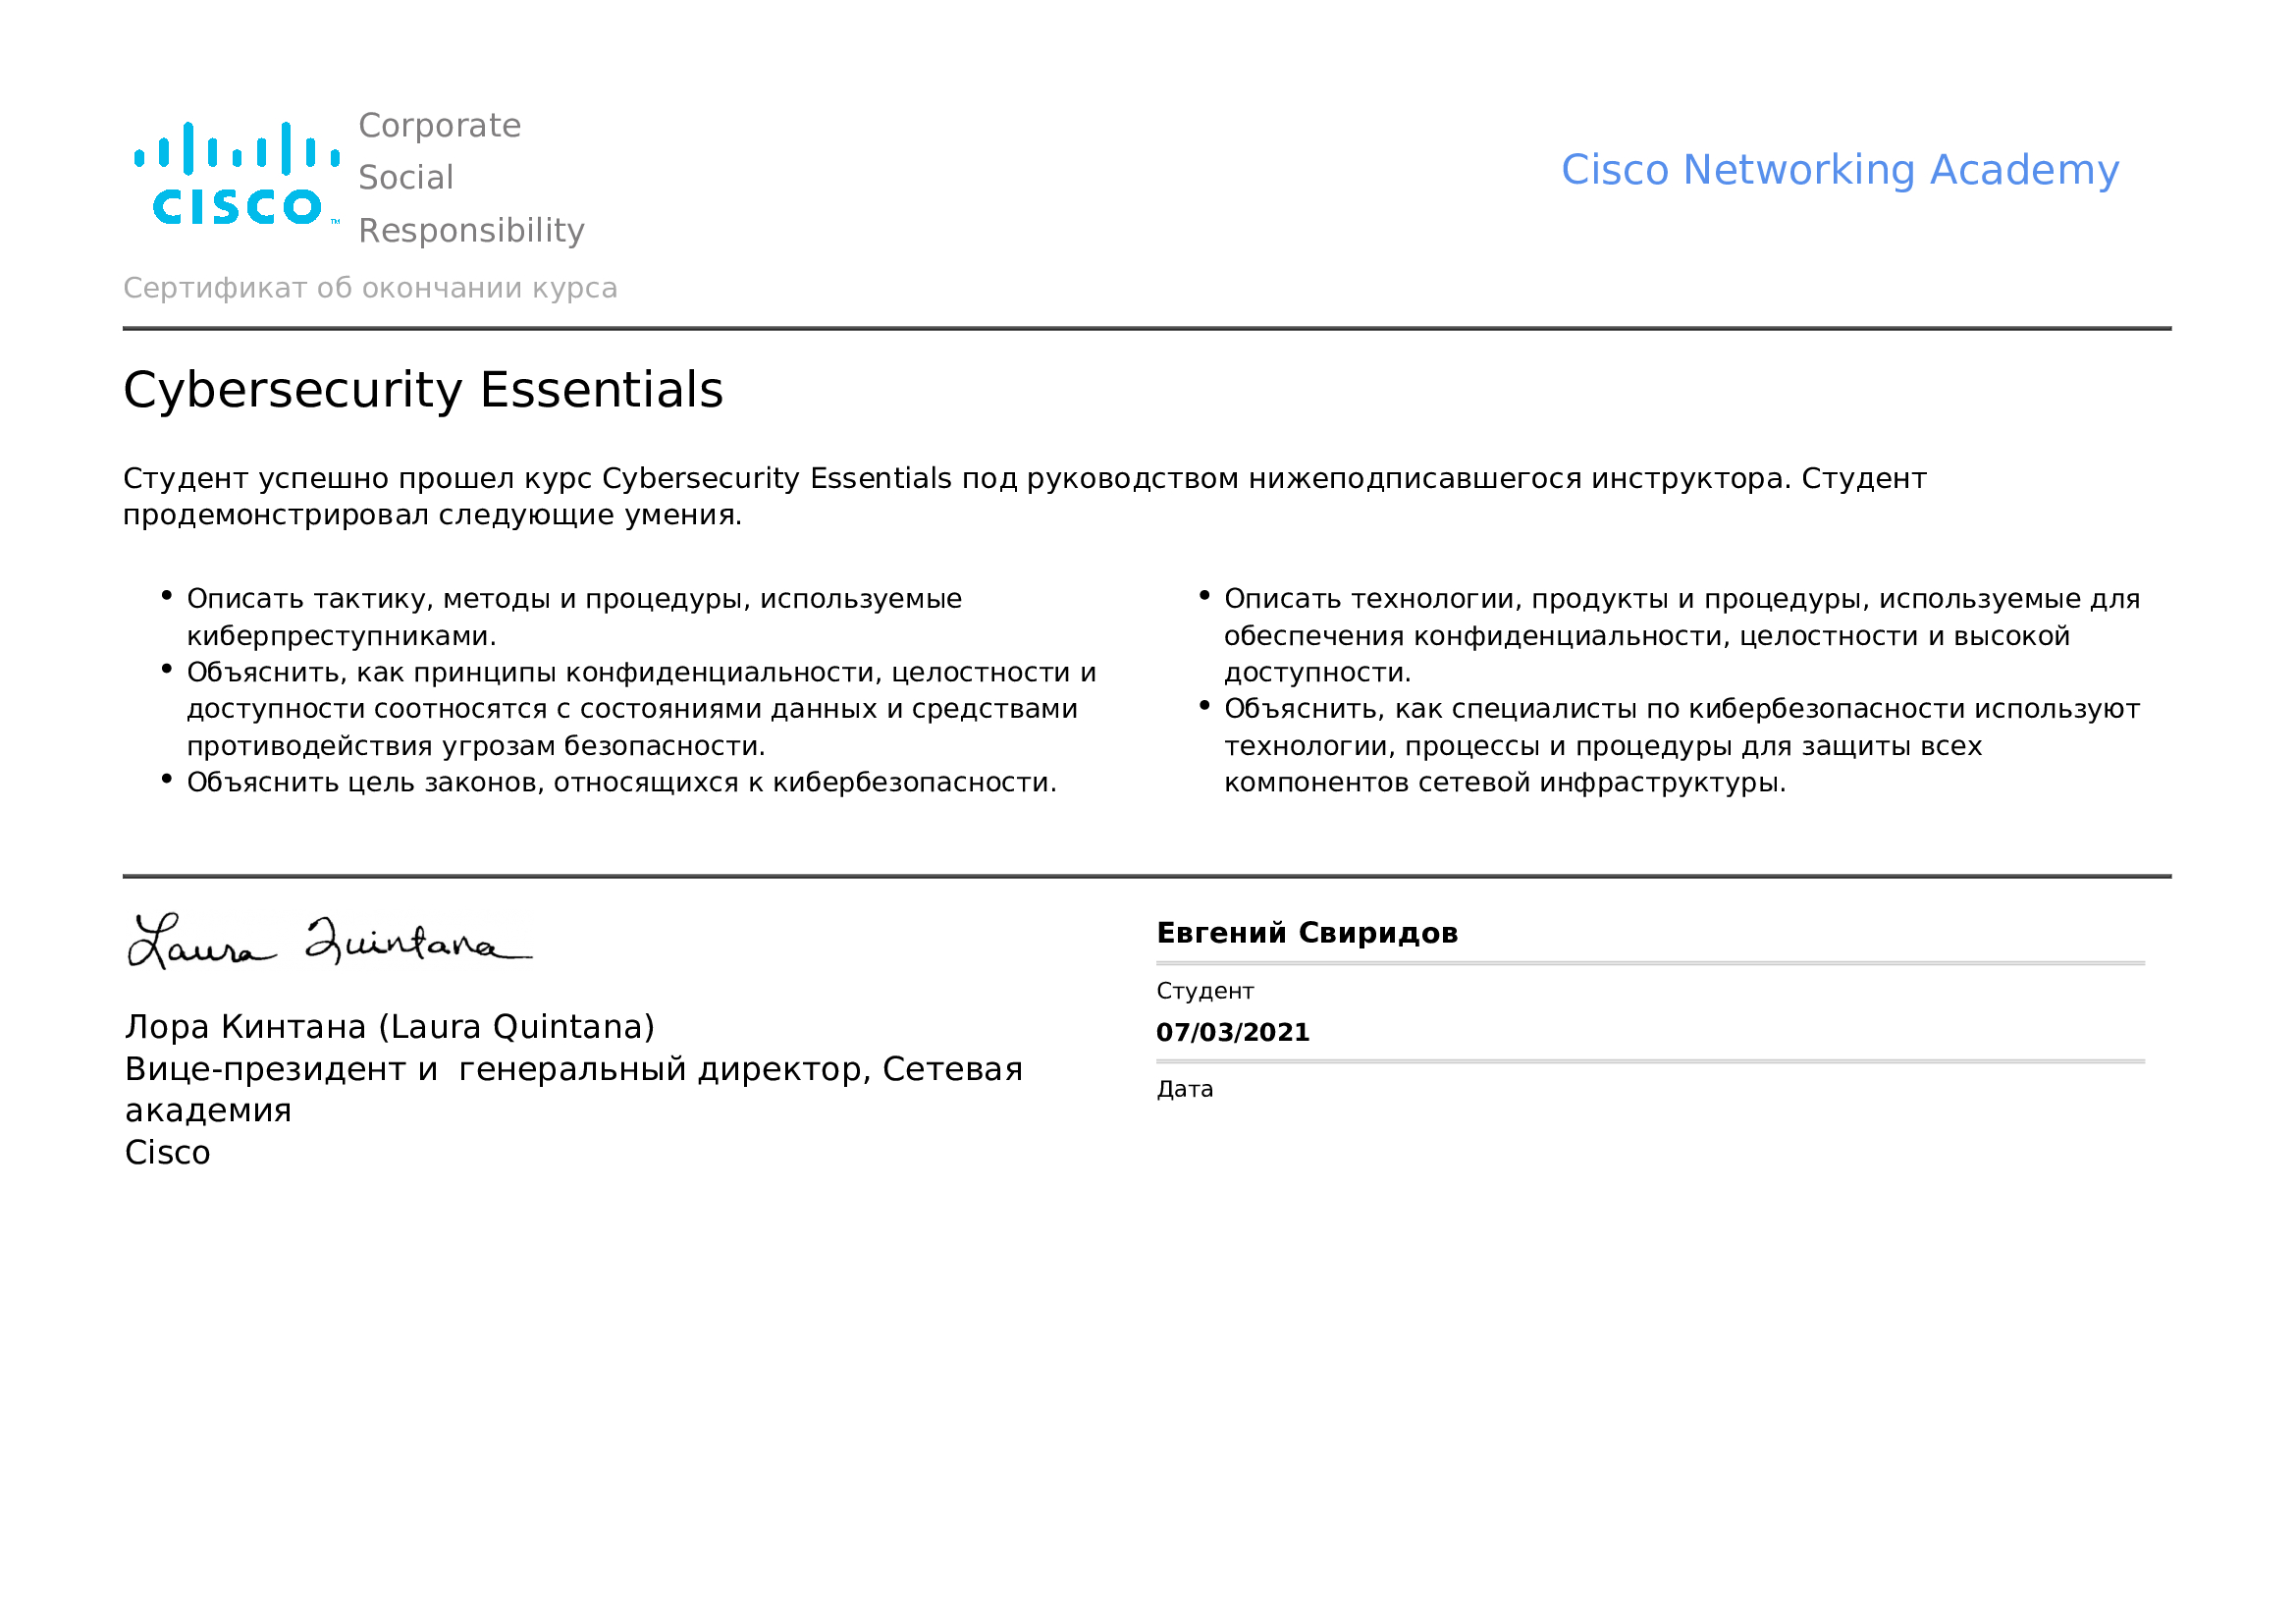 CISCO™
Corporate
Social
Responsibility
Cisco Networking Academy
Сертификат об окончании курса
Cybersecurity Essentials
Студент успешно прошел курс Cybersecurity Essentials под руководством нижеподписавшегося инструктора. Студент
продемонстрировал следующие умения.
• Описать тактику, методы и процедуры, используемые
киберпреступниками.
• Объяснить, как принципы конфиденциальности, целостности и
доступности соотносятся с состояниями данных и средствами
противодействия угрозам безопасности.
• Объяснить цель законов, относящихся к кибербезопасности.
• Описать технологии, продукты и процедуры, используемые для
обеспечения конфиденциальности, целостности и высокой
доступности.
• Объяснить, как специалисты по кибербезопасности используют
технологии, процессы и процедуры для защиты всех
компонентов сетевой инфраструктуры.
Laura Quintana
Лора Кинтана (Laura Quintana)
Вице-президент и  генеральный директор, Сетевая
академия
Cisco
Евгений Свиридов
Студент
07/03/2021
Дата